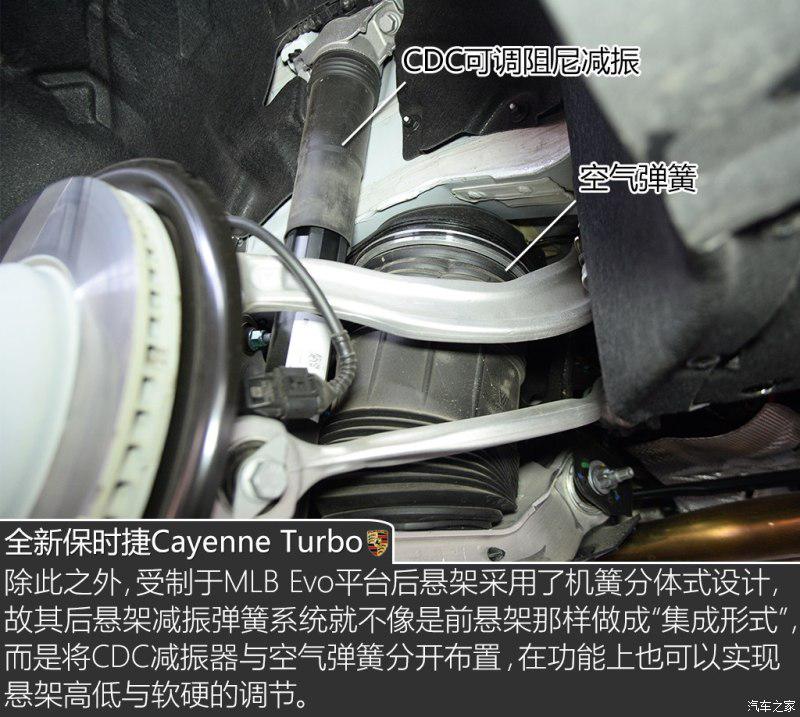 CDC可调阻尼减振
空气弹簧
全新保时捷Cayenne Turbo
除此之外,受制于MLB Evo平台后悬架采用了机簧分体式设计,
故其后悬架减振弹簧系统就不像是前悬架那样做成“集成形式”,
而是将CDC减振器与空气弹簧分开布置,在功能上也可以实现
悬架高低与软硬的调节。
汽车之家